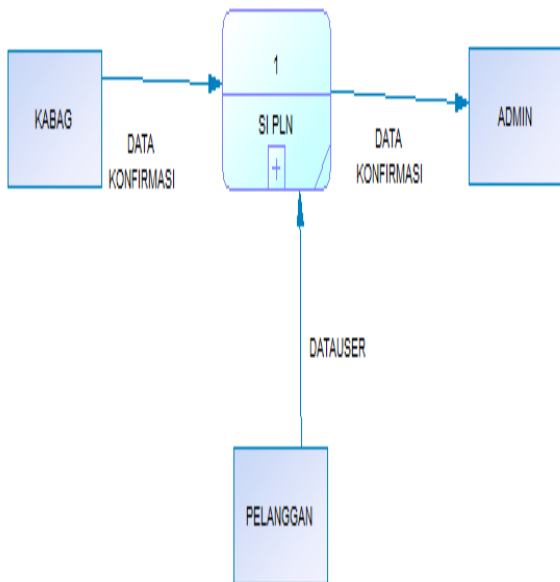 KABAG
DATA
KONFIRMASI
1
SI PLN
DATA
KONFIRMASI
ADMIN
DATAUSER
PELANGGAN